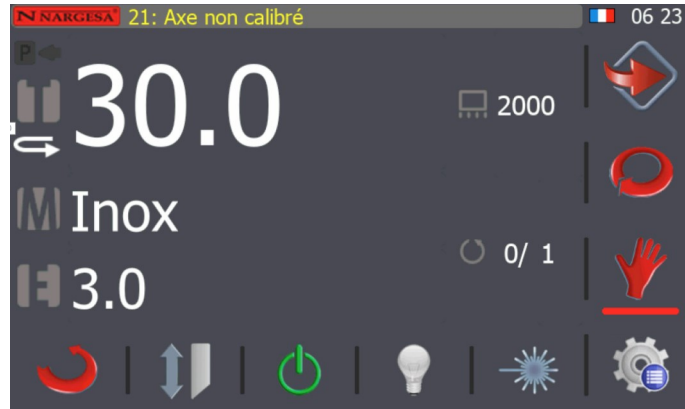 N NARGESA 21: Axe non calibré 06 23
P
30.0
2000
M Inox
0/ 1
E 3.0